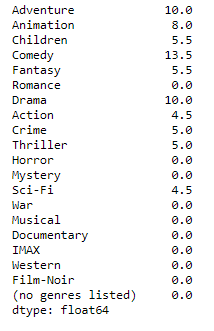 Adventure 10.0
Animation 8.0
Children 5.5
Comedy 13.5
Fantasy 5.5
Romance 0.0
Drama 10.0
Action 4.5
Crime 5.0
Thriller 5.0
Horror 0.0
Mystery 0.0
Sci-Fi 4.5
War 0.0
Musical 0.0
Documentary 0.0
IMAX 0.0
Western 0.0
Film-Noir 0.0
(no genres listed) 0.0
dtype: float64